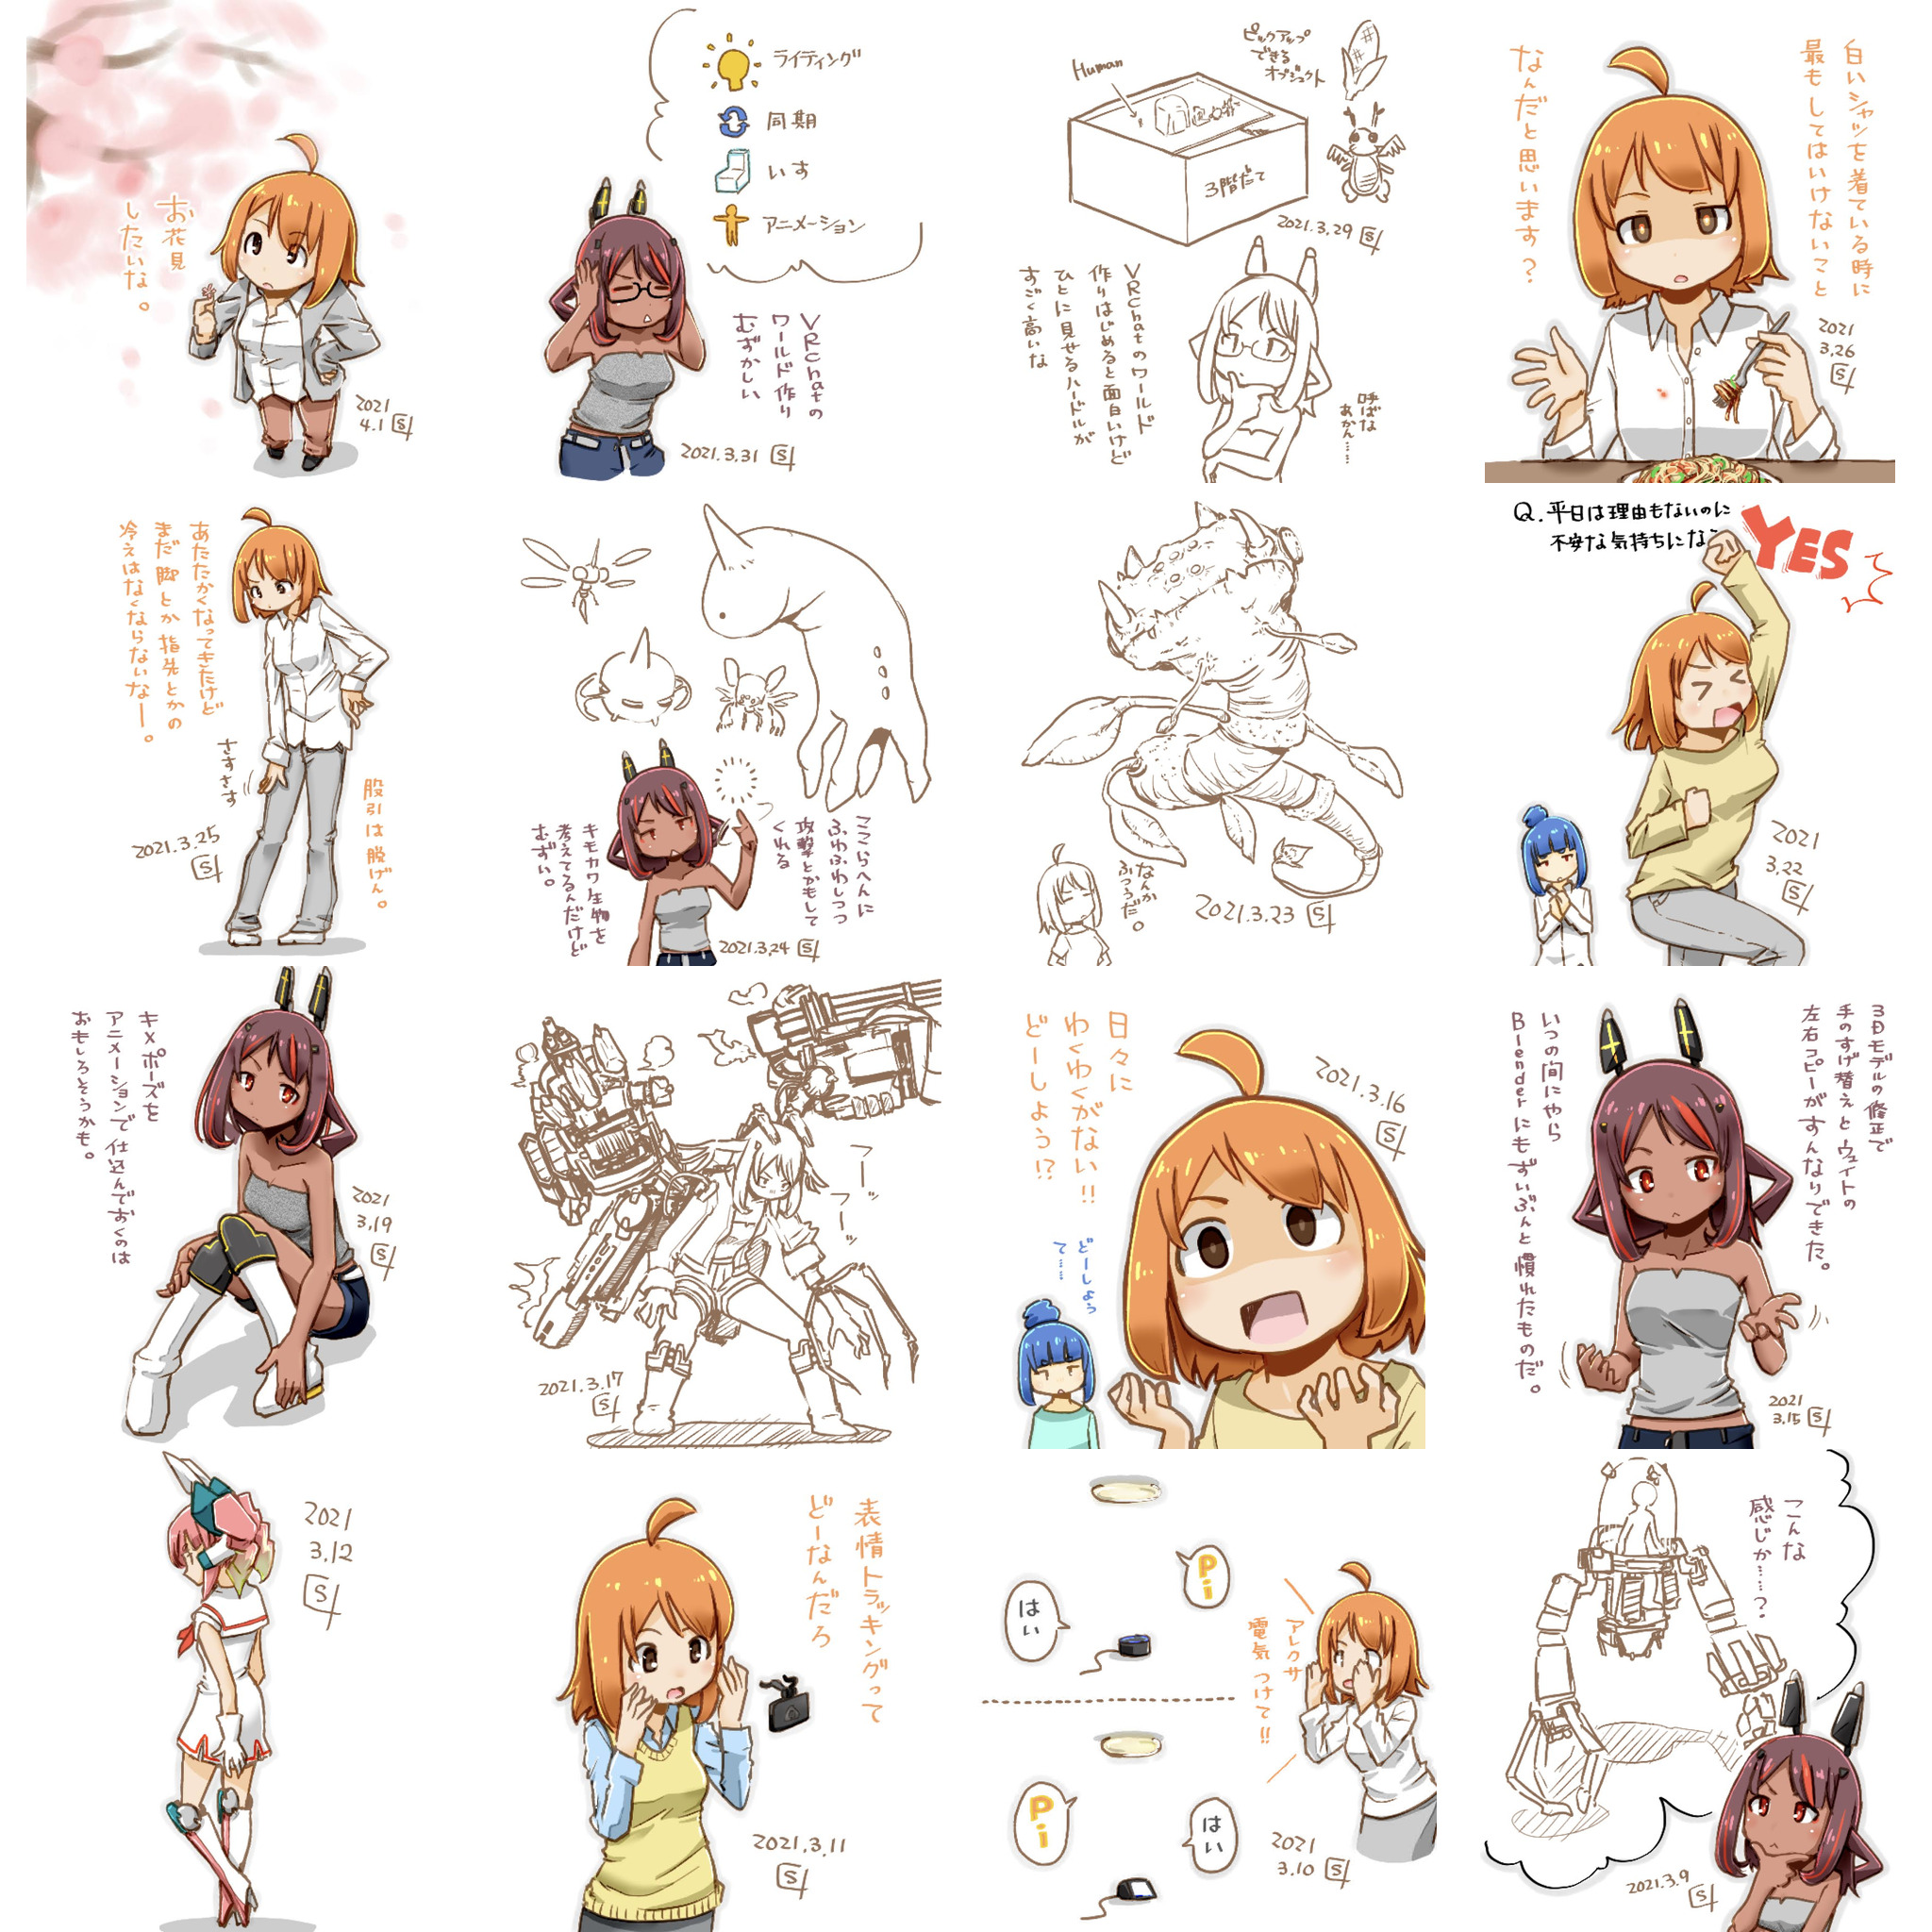 お花見
したいな。
2021
4.1
ライティング
同期
いす
アニメーション
VRChatの
ワールド作り
むずかしい
2021.3.31
Human
ピックアップ
できる
オブジェクト
3階だて
2021.3.29
VRChatのワールド
作りはじめると面白いけど
ひとに見せるハードルが
すごく高いな
呼ばな
あかん……
白いシャツを着ている時に
最もしてはいけないこと
なんだと思います？
2021
3.26
あたたかくなってきたけど
まだ脚とか指先とかの
冷えはなくならないなー。
さすさす
股引は脱げん。
2021.3.25
ここらへんに
ふわふわしつつ
攻撃とかもして
くれる
キモカワ生物を
考えてるんだけど
むずい。
2021.3.24
なんか
ふつうだ。
2021.3.23
Q.平日は理由もないのに
不安な気持ちにな
YES
2021
3.22
キメポーズを
アニメーションで仕込んでおくのは
おもしろそうかも。
2021
3.19
フーッ
フーッ
2021.3.17
日々に
わくわくがない!!
どーしよう!?
2021.3.16
どーしよう
て……
3Dモデルの修正で
手のすげ替えとウェイトの
左右コピーがすんなりできた。
いつの間にやら
Blenderにもずいぶんと慣れたものだ。
2021
3.15
2021
3.12
表情トラッキングって
どーなんだろ
2021.3.11
Pi
はい
アレクサ
電気つけて!!
Pi
はい
2021
3.10
こんな
感じか……？
2021.3.9